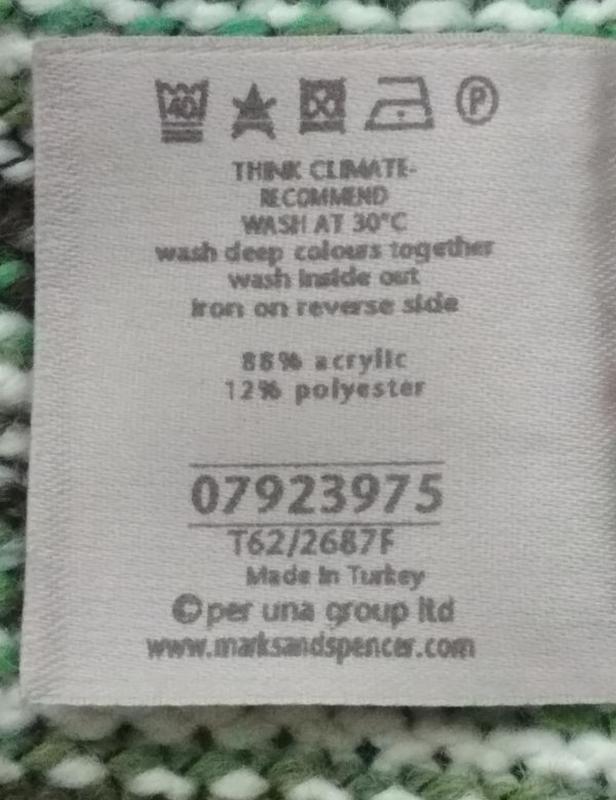 40 P
THINK CLIMATE-
RECOMMEND
WASH AT 30°C
wash deep colours together
wash inside out
iron on reverse side
88% acrylic
12% polyester
07923975
T62/2687F
Made in Turkey
©per una group ltd
www.marksandspencer.com